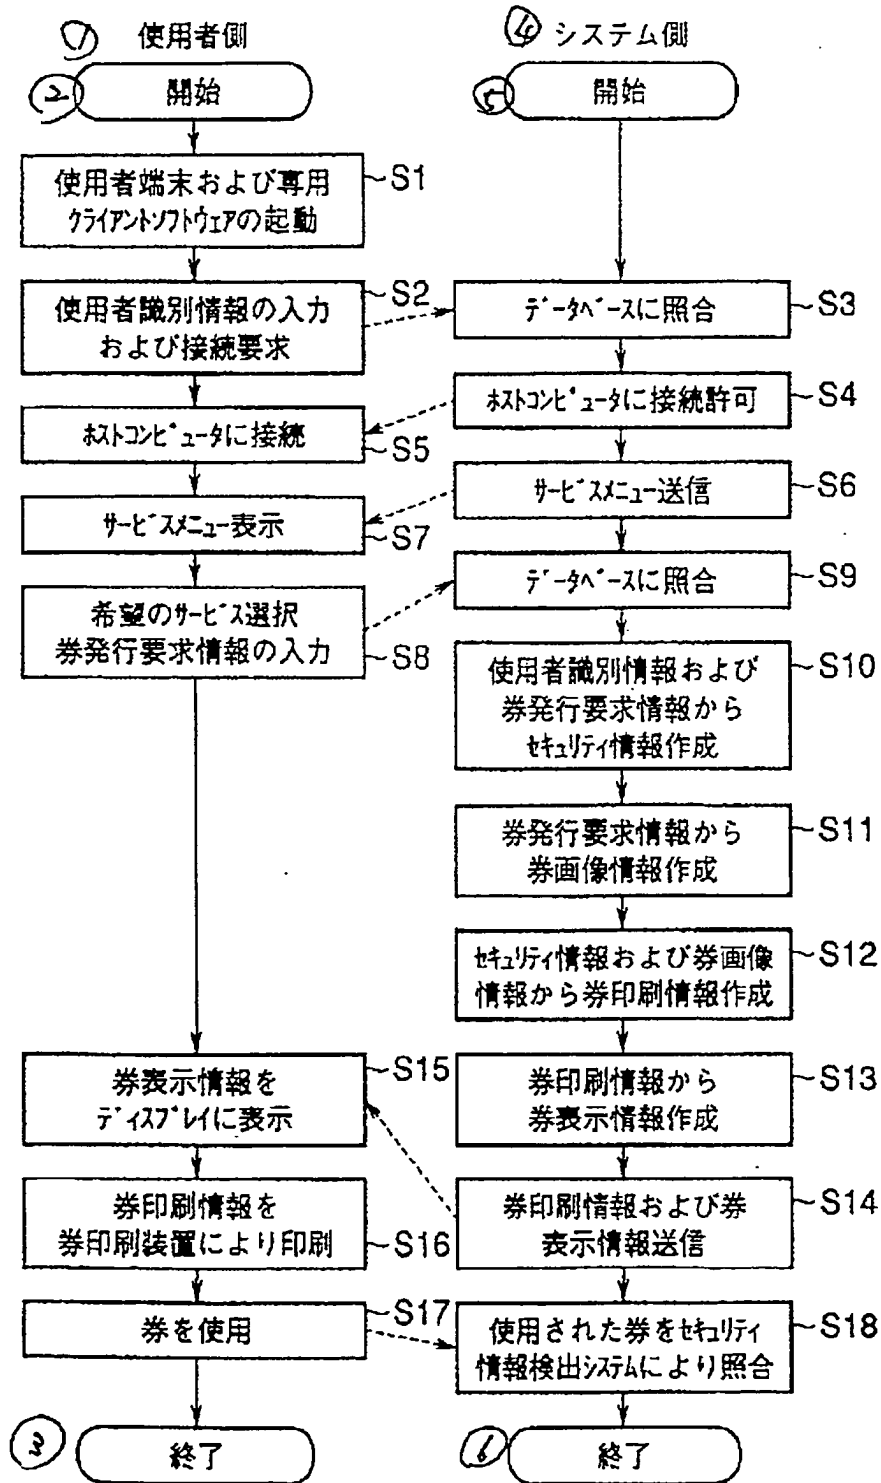 ① 使用者側
② 開始
使用者端末および専用
クライアントソフトウェアの起動
S1
使用者識別情報の入力
および接続要求
S2
ホストコンピュータに接続
S5
サービスメニュー表示
S7
希望のサービス選択
券発行要求情報の入力
S8
券表示情報を
ディスプレイに表示
S15
券印刷情報を
券印刷装置により印刷
S16
券を使用
S17
③ 終了
④ システム側
⑤ 開始
データベースに照合
S3
ホストコンピュータに接続許可
S4
サービスメニュー送信
S6
データベースに照合
S9
使用者識別情報および
券発行要求情報から
セキュリティ情報作成
S10
券発行要求情報から
券画像情報作成
S11
セキュリティ情報および券画像
情報から券印刷情報作成
S12
券印刷情報から
券表示情報作成
S13
券印刷情報および券
表示情報送信
S14
使用された券をセキュリティ
情報検出システムにより照合
S18
⑥ 終了